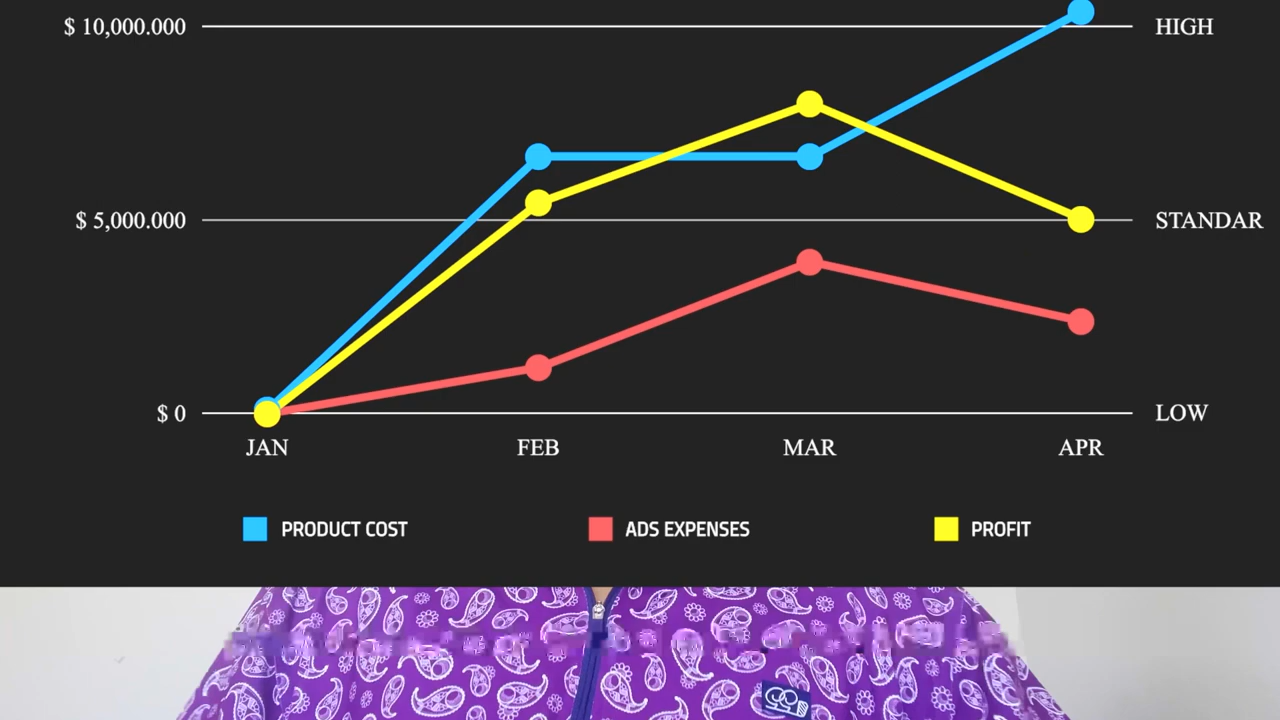 $ 10,000.000 HIGH
$ 5,000.000 STANDAR
$ 0 LOW
JAN FEB MAR APR
PRODUCT COST ADS EXPENSES PROFIT